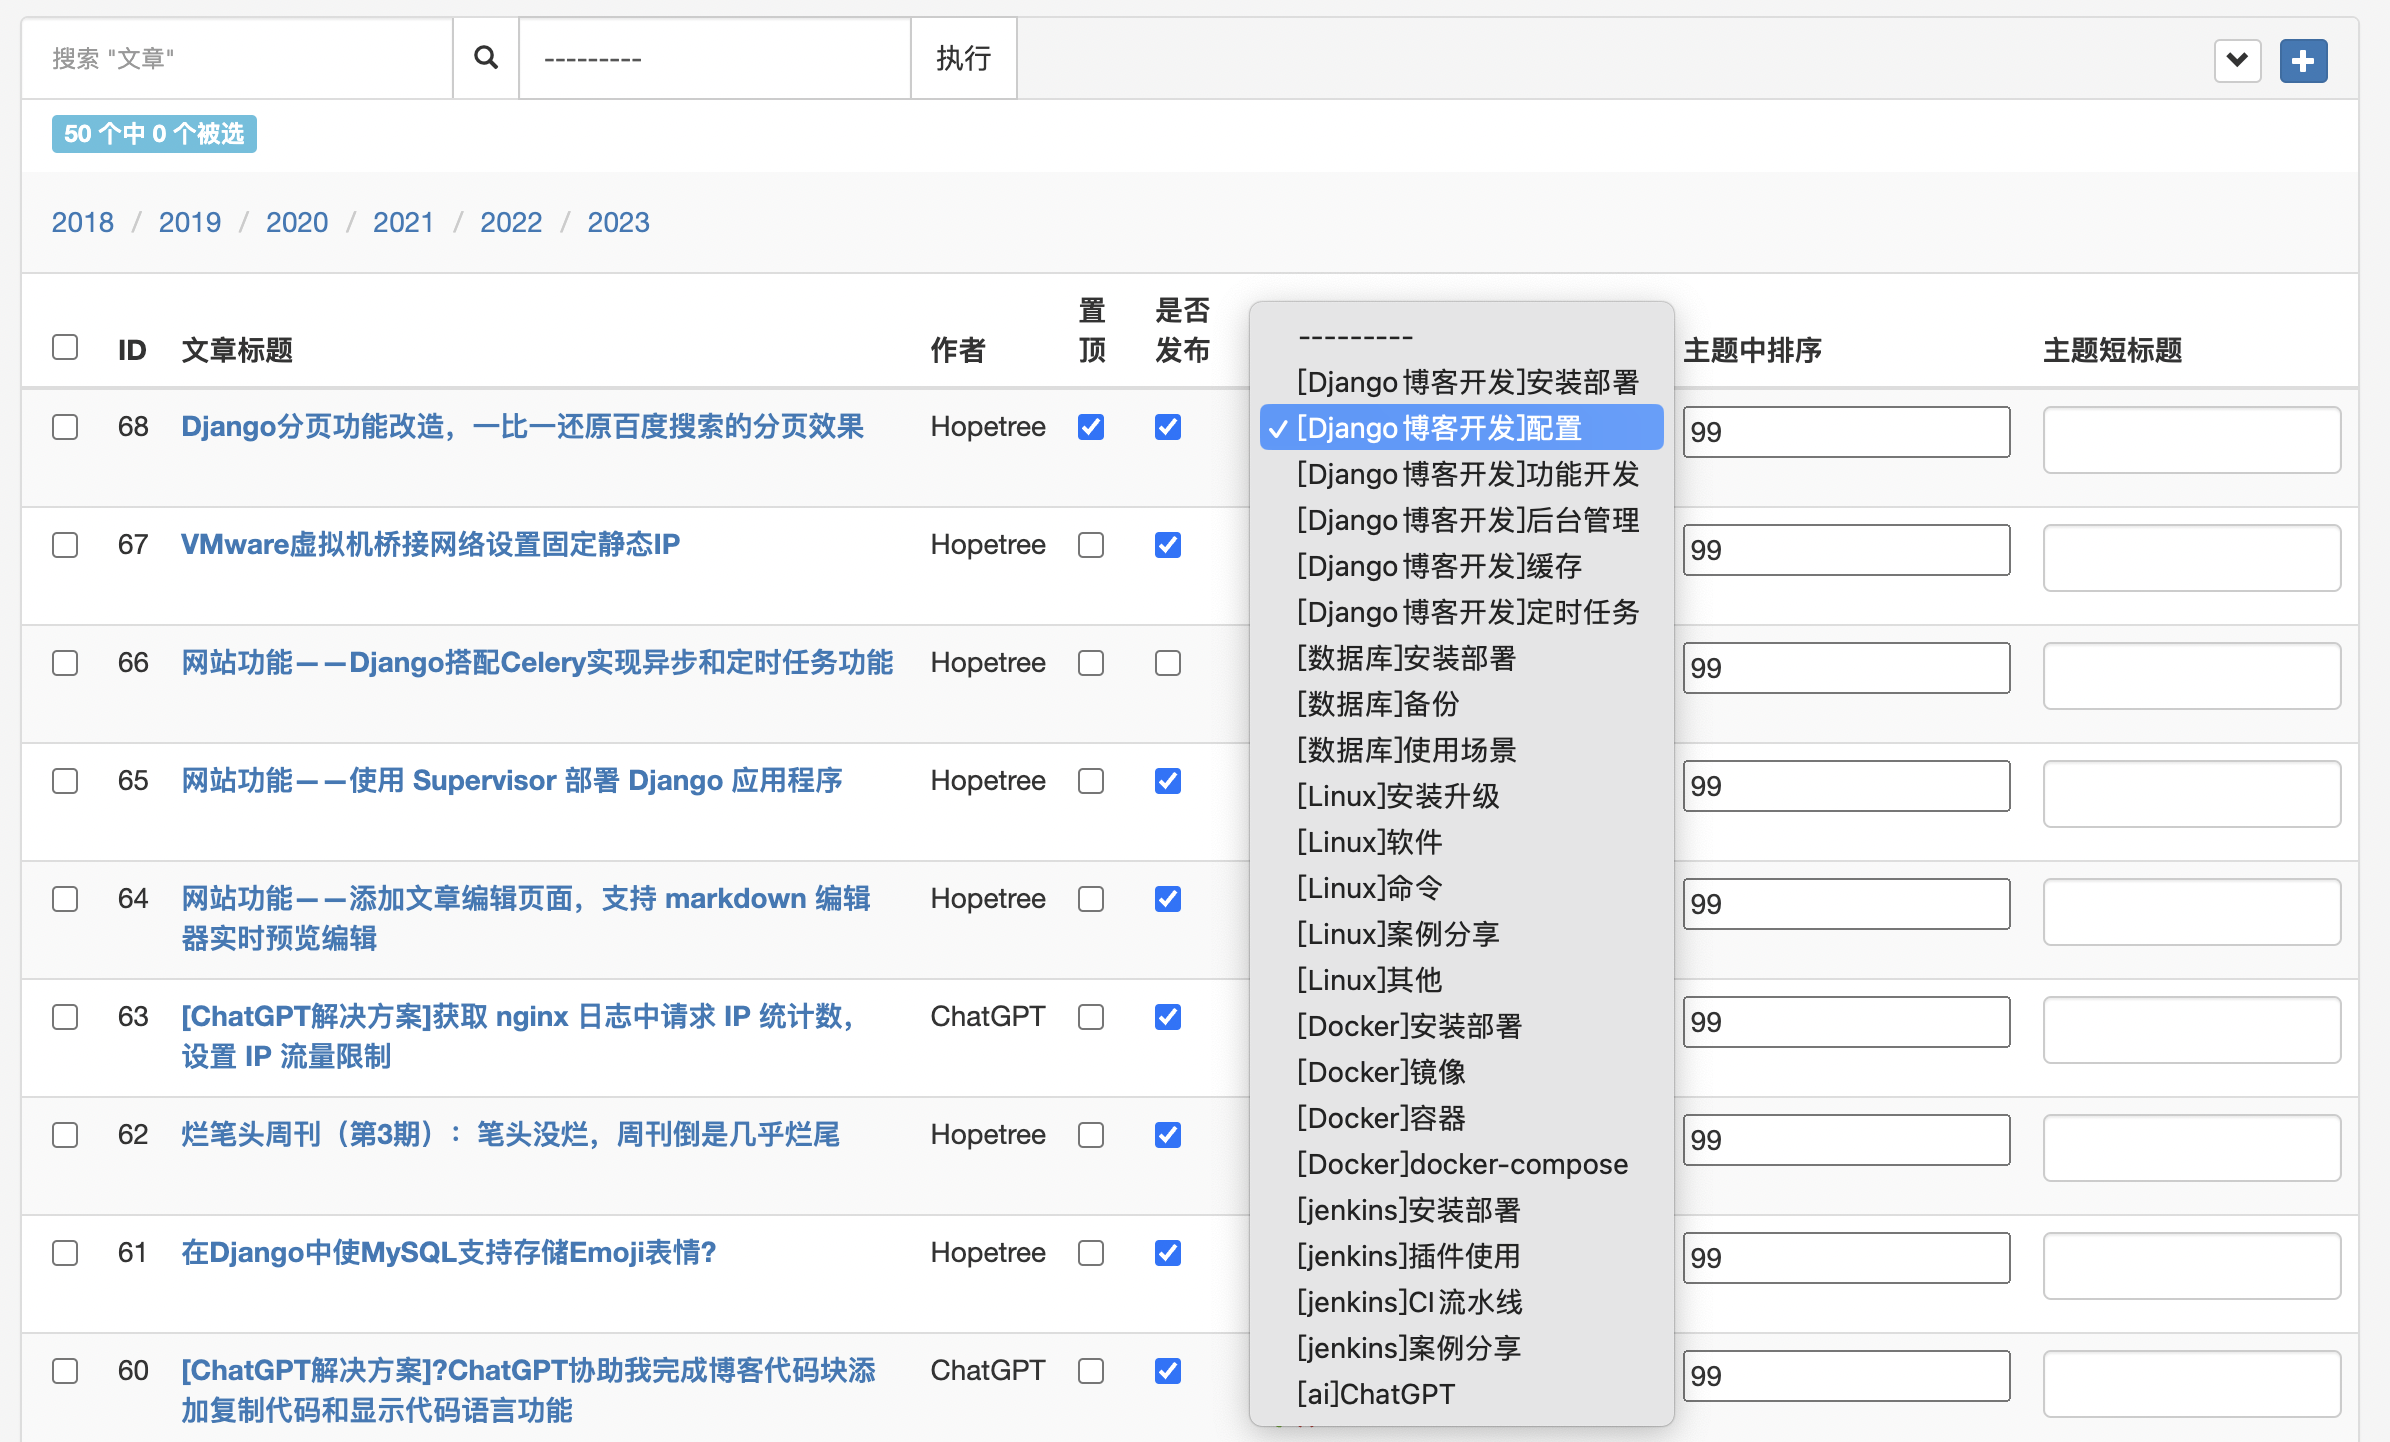 搜索 "文章"
---------
执行
50 个中 0 个被选
2018 / 2019 / 2020 / 2021 / 2022 / 2023
ID
文章标题
作者
置
顶
是否
发布
主题中排序
主题短标题
68
Django分页功能改造，一比一还原百度搜索的分页效果
Hopetree
99
67
VMware虚拟机桥接网络设置固定静态IP
Hopetree
99
66
网站功能——Django搭配Celery实现异步和定时任务功能
Hopetree
99
65
网站功能——使用 Supervisor 部署 Django 应用程序
Hopetree
99
64
网站功能——添加文章编辑页面，支持 markdown 编辑
器实时预览编辑
Hopetree
99
63
[ChatGPT解决方案]获取 nginx 日志中请求 IP 统计数，
设置 IP 流量限制
ChatGPT
99
62
烂笔头周刊（第3期）：笔头没烂，周刊倒是几乎烂尾
Hopetree
99
61
在Django中使MySQL支持存储Emoji表情?
Hopetree
99
60
[ChatGPT解决方案]?ChatGPT协助我完成博客代码块添
加复制代码和显示代码语言功能
ChatGPT
99
---------
[Django博客开发]安装部署
[Django博客开发]配置
[Django博客开发]功能开发
[Django博客开发]后台管理
[Django博客开发]缓存
[Django博客开发]定时任务
[数据库]安装部署
[数据库]备份
[数据库]使用场景
[Linux]安装升级
[Linux]软件
[Linux]命令
[Linux]案例分享
[Linux]其他
[Docker]安装部署
[Docker]镜像
[Docker]容器
[Docker]docker-compose
[jenkins]安装部署
[jenkins]插件使用
[jenkins]CI流水线
[jenkins]案例分享
[ai]ChatGPT